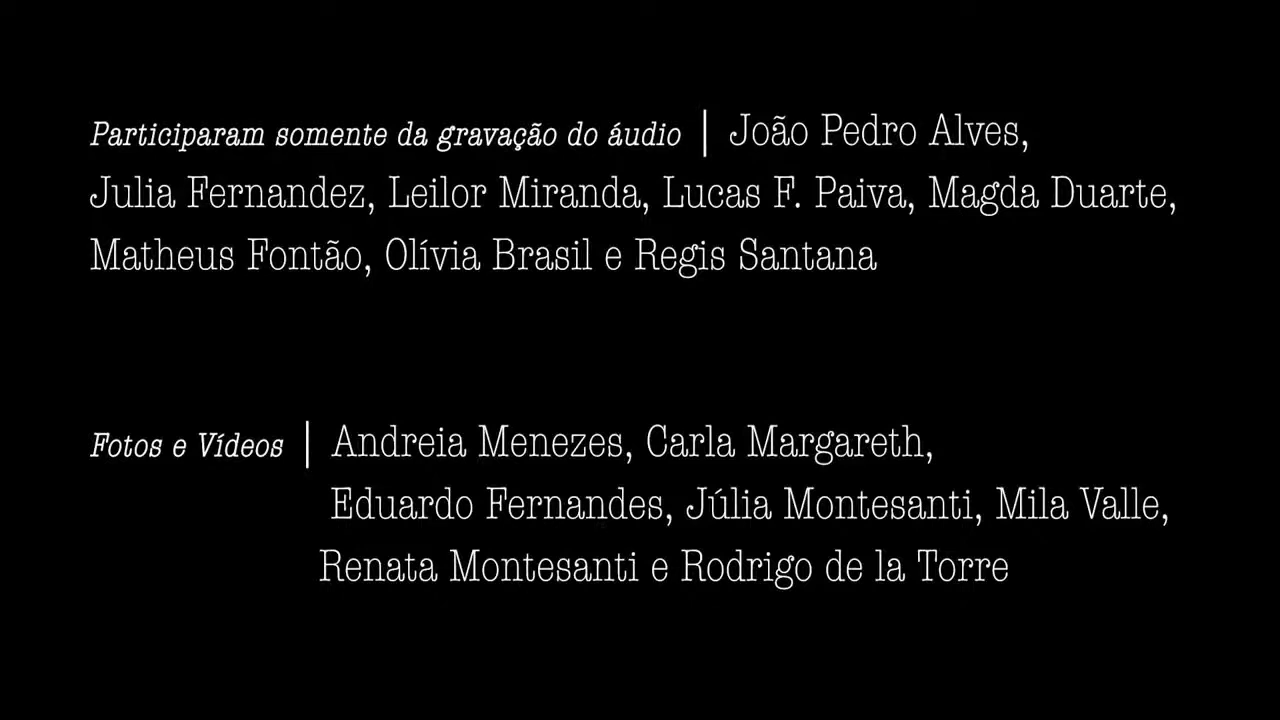 Participaram somente da gravação do áudio | João Pedro Alves,
Julia Fernandez, Leilor Miranda, Lucas F. Paiva, Magda Duarte,
Matheus Fontão, Olívia Brasil e Regis Santana
Fotos e Vídeos | Andreia Menezes, Carla Margareth,
Eduardo Fernandes, Júlia Montesanti, Mila Valle,
Renata Montesanti e Rodrigo de la Torre